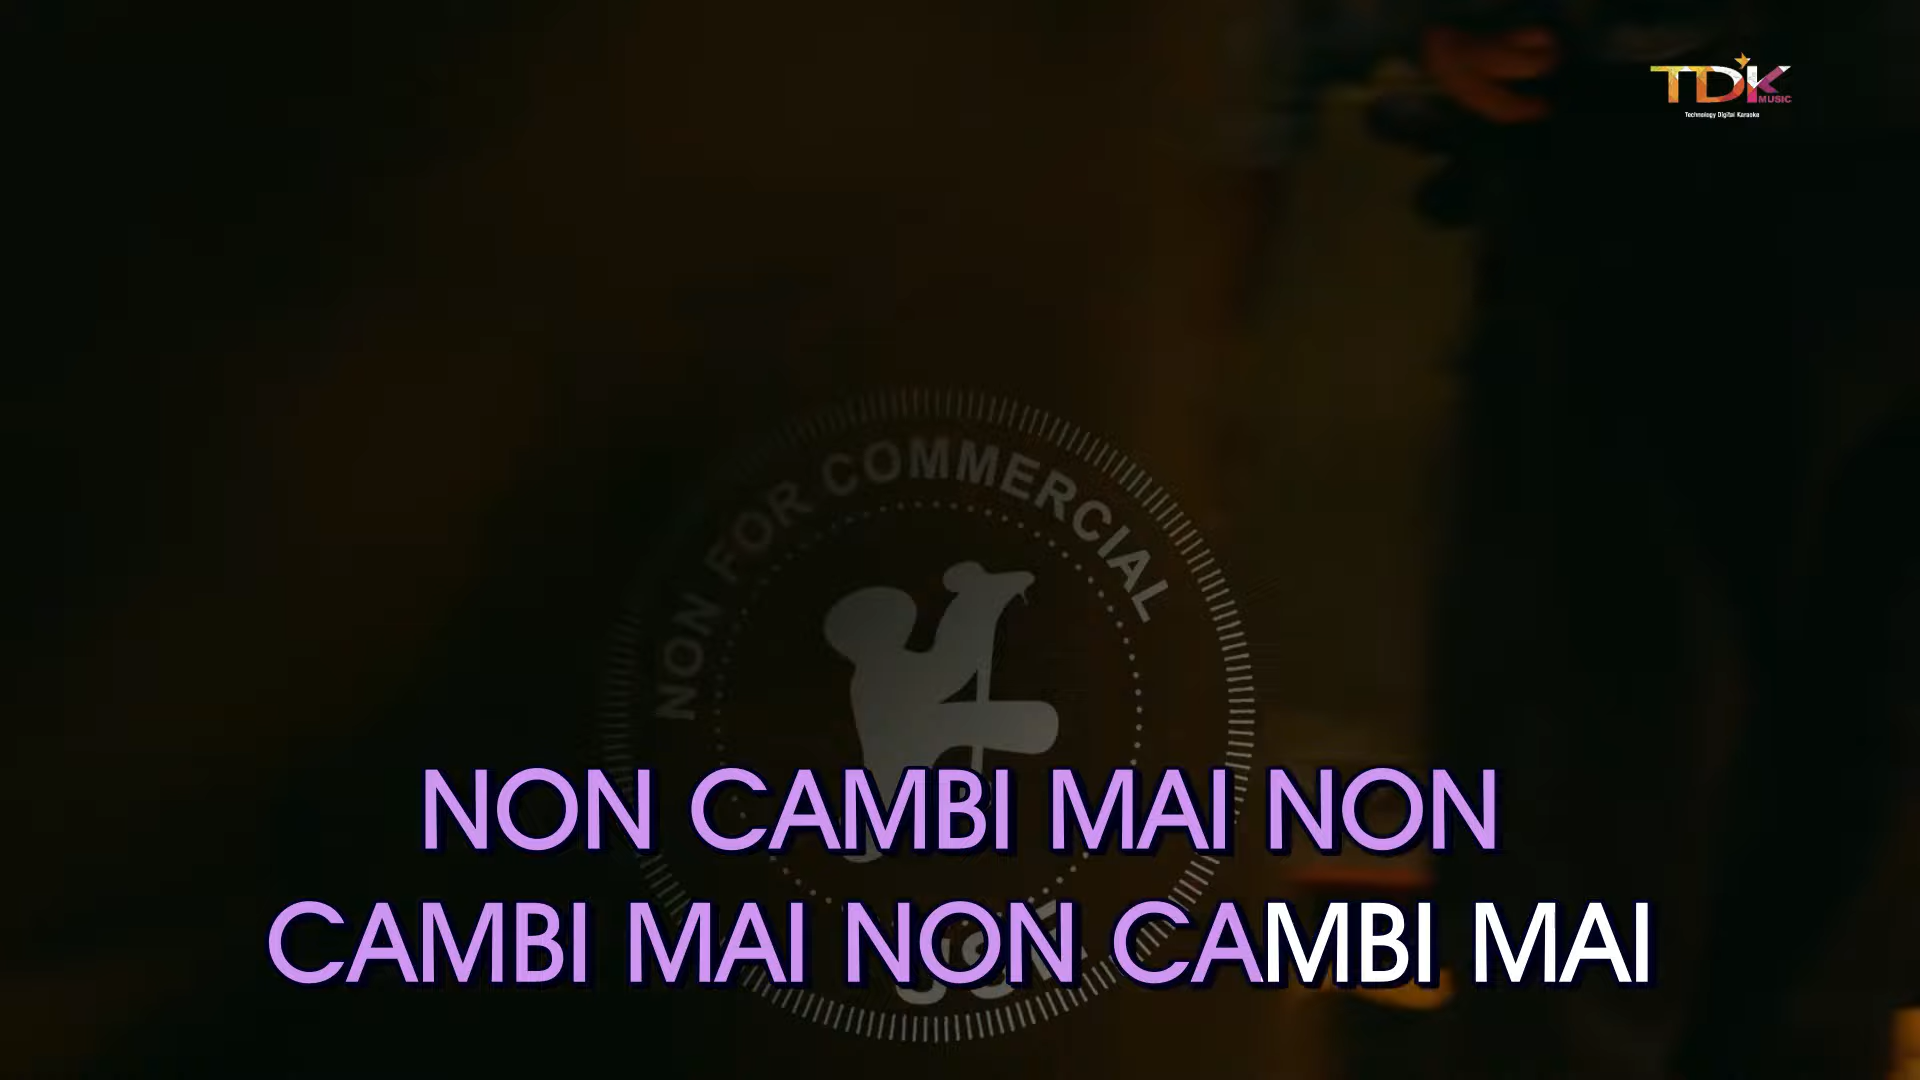 TDK
MUSIC
Technology Digital Karaoke
NON FOR COMMERCIAL
NON CAMBI MAI NON
CAMBI MAI NON CAMBI MAI